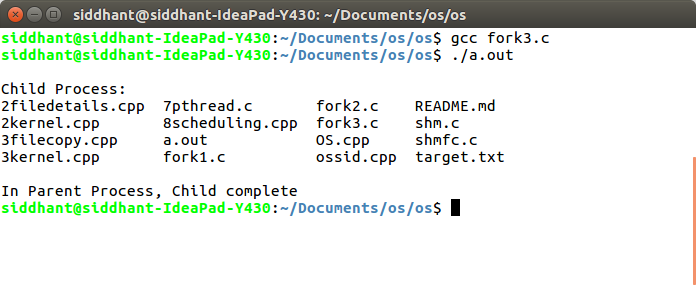 siddhant@siddhant-IdeaPad-Y430: ~/Documents/os/os
siddhant@siddhant-IdeaPad-Y430:~/Documents/os/os$ gcc fork3.c
siddhant@siddhant-IdeaPad-Y430:~/Documents/os/os$ ./a.out
Child Process:
2filedetails.cpp  7pthread.c        fork2.c    README.md
2kernel.cpp       8scheduling.cpp  fork3.c    shm.c
3filecopy.cpp     a.out            OS.cpp     shmfc.c
3kernel.cpp       fork1.c          ossid.cpp  target.txt
In Parent Process, Child complete
siddhant@siddhant-IdeaPad-Y430:~/Documents/os/os$